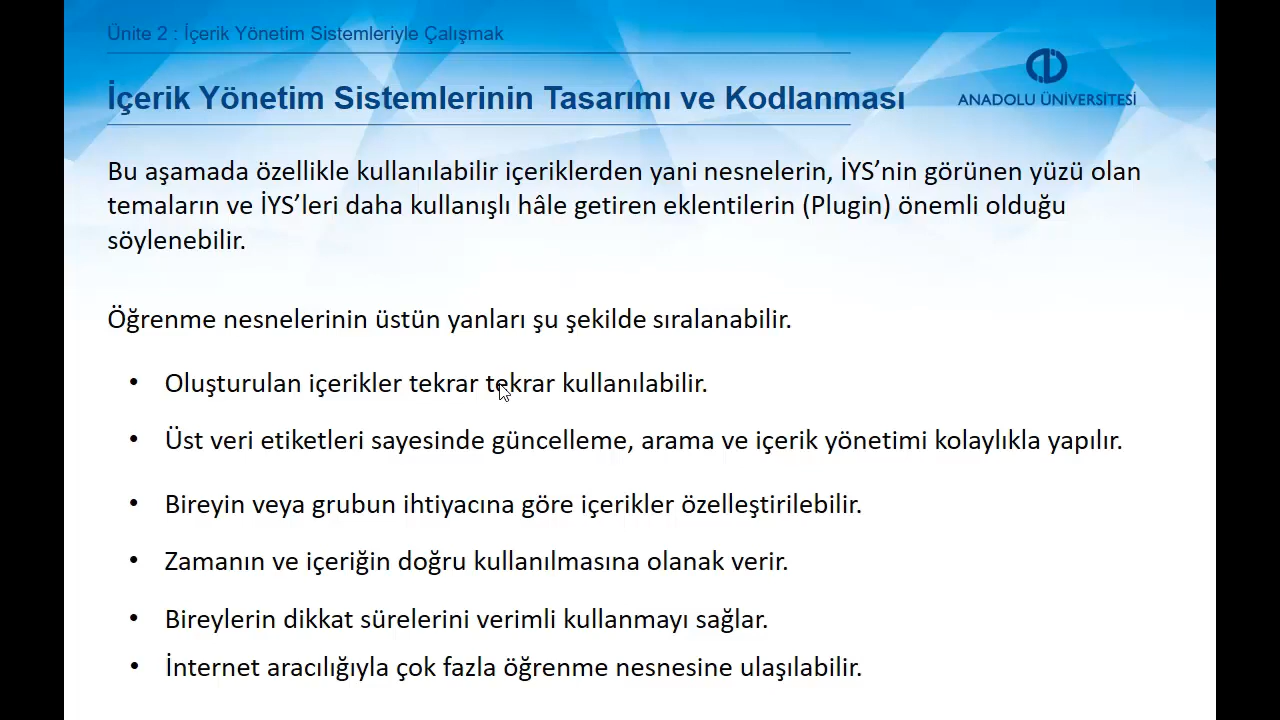 Ünite 2 : İçerik Yönetim Sistemleriyle Çalışmak
İçerik Yönetim Sistemlerinin Tasarımı ve Kodlanması
ANADOLU ÜNİVERSİTESİ
Bu aşamada özellikle kullanılabilir içeriklerden yani nesnelerin, İYS’nin görünen yüzü olan
temaların ve İYS’leri daha kullanışlı hâle getiren eklentilerin (Plugin) önemli olduğu
söylenebilir.
Öğrenme nesnelerinin üstün yanları şu şekilde sıralanabilir.
• Oluşturulan içerikler tekrar tekrar kullanılabilir.
• Üst veri etiketleri sayesinde güncelleme, arama ve içerik yönetimi kolaylıkla yapılır.
• Bireyin veya grubun ihtiyacına göre içerikler özelleştirilebilir.
• Zamanın ve içeriğin doğru kullanılmasına olanak verir.
• Bireylerin dikkat sürelerini verimli kullanmayı sağlar.
• İnternet aracılığıyla çok fazla öğrenme nesnesine ulaşılabilir.